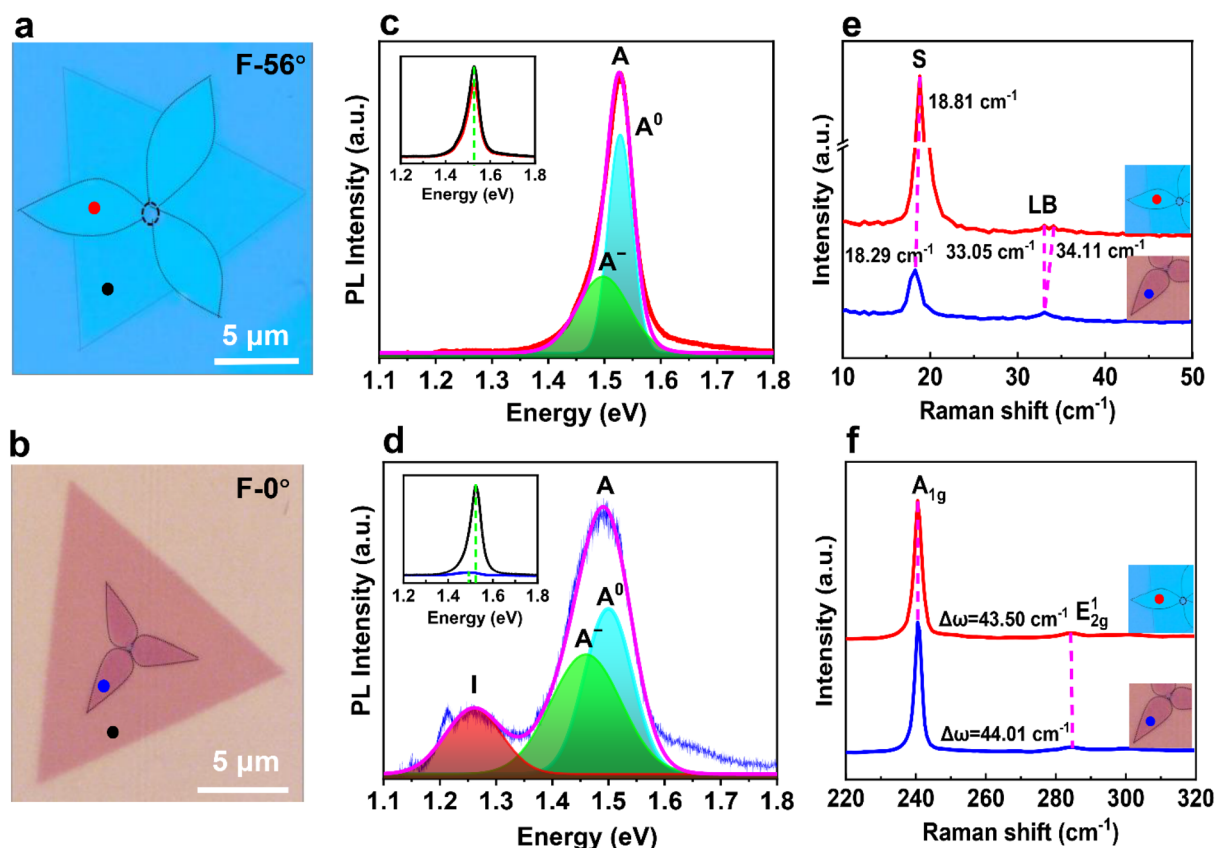 a
F-56°
5 µm
b
F-0°
5 µm
c
PL Intensity (a.u.)
A
A⁰
A⁻
1.2 1.4 1.6 1.8
Energy (eV)
1.1 1.2 1.3 1.4 1.5 1.6 1.7 1.8
Energy (eV)
d
PL Intensity (a.u.)
A
A⁰
A⁻
I
1.2 1.4 1.6 1.8
Energy (eV)
1.1 1.2 1.3 1.4 1.5 1.6 1.7 1.8
Energy (eV)
e
Intensity (a.u.)
S
18.81 cm⁻¹
LB
18.29 cm⁻¹ 33.05 cm⁻¹ 34.11 cm⁻¹
10 20 30 40 50
Raman shift (cm⁻¹)
f
Intensity (a.u.)
A₁g
Δω=43.50 cm⁻¹ E¹₂g
Δω=44.01 cm⁻¹
220 240 260 280 300 320
Raman shift (cm⁻¹)